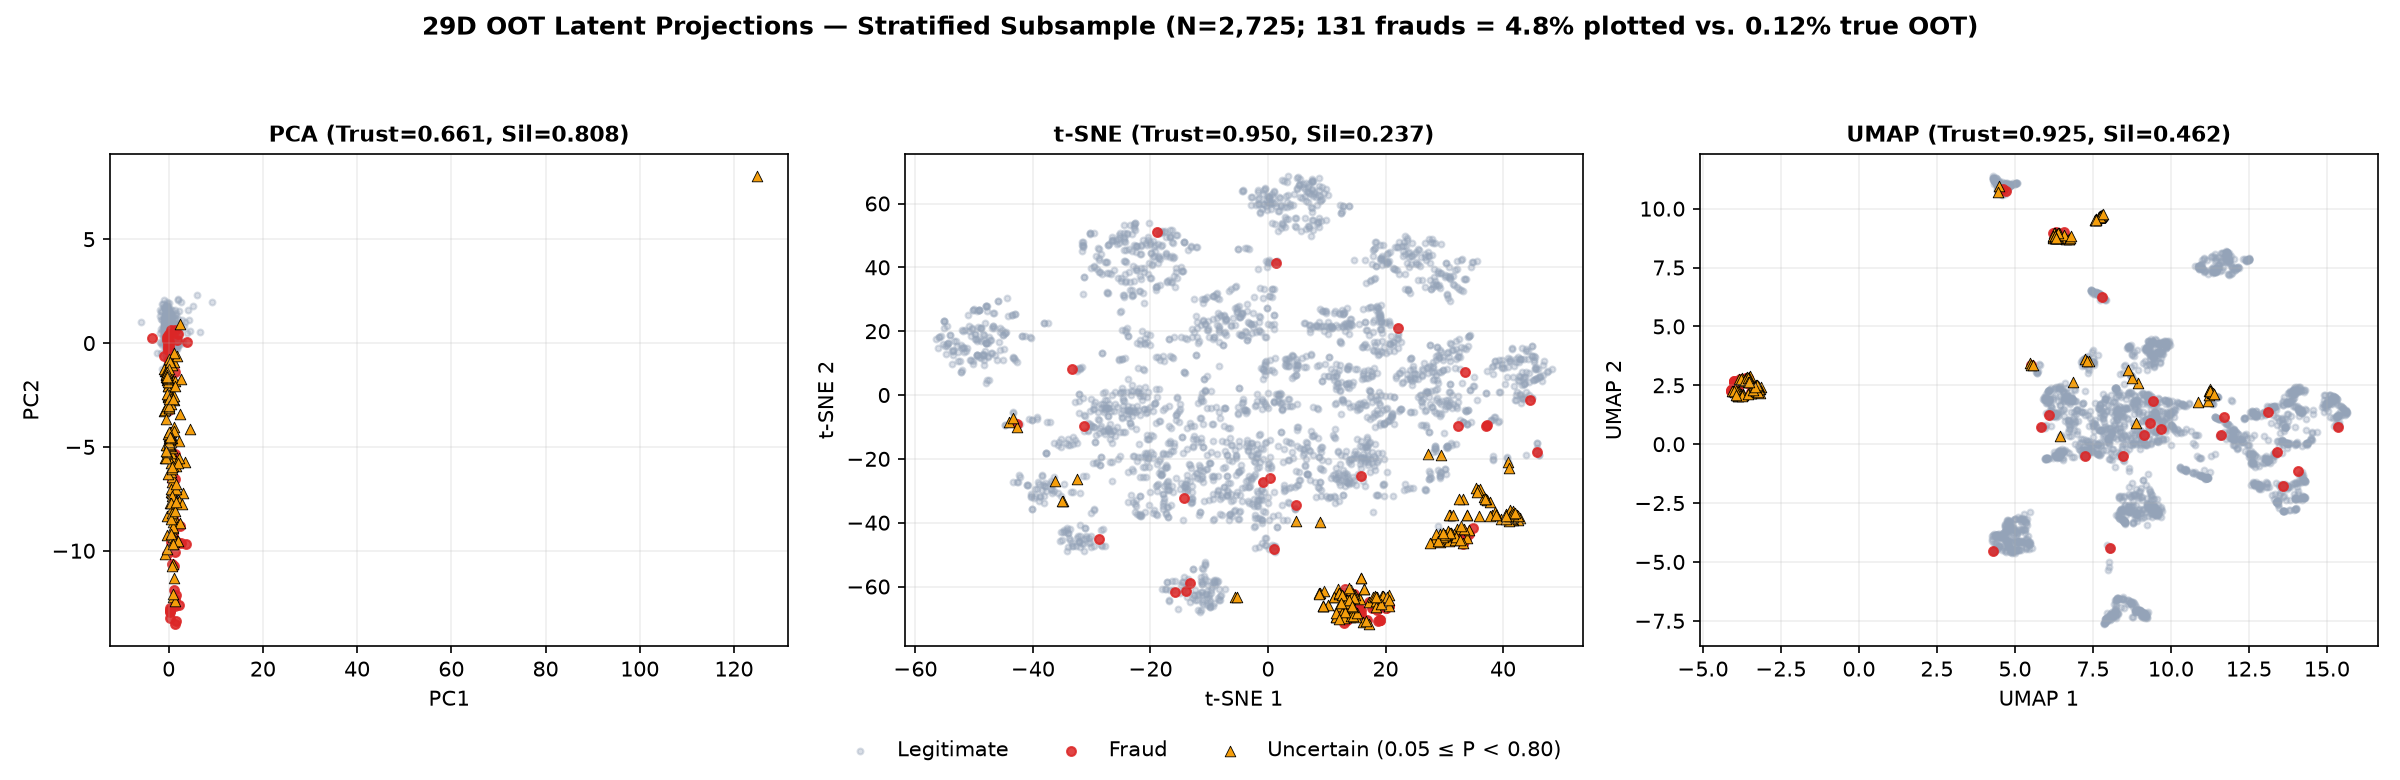 29D OOT Latent Projections — Stratified Subsample (N=2,725; 131 frauds = 4.8% plotted vs. 0.12% true OOT)
PCA (Trust=0.661, Sil=0.808)
5
0
−5
−10
PC2
0 20 40 60 80 100 120
PC1
t-SNE (Trust=0.950, Sil=0.237)
60
40
20
0
−20
−40
−60
t-SNE 2
−60 −40 −20 0 20 40
t-SNE 1
UMAP (Trust=0.925, Sil=0.462)
10.0
7.5
5.0
2.5
0.0
−2.5
−5.0
−7.5
UMAP 2
−5.0 −2.5 0.0 2.5 5.0 7.5 10.0 12.5 15.0
UMAP 1
Legitimate Fraud Uncertain (0.05 ≤ P < 0.80)